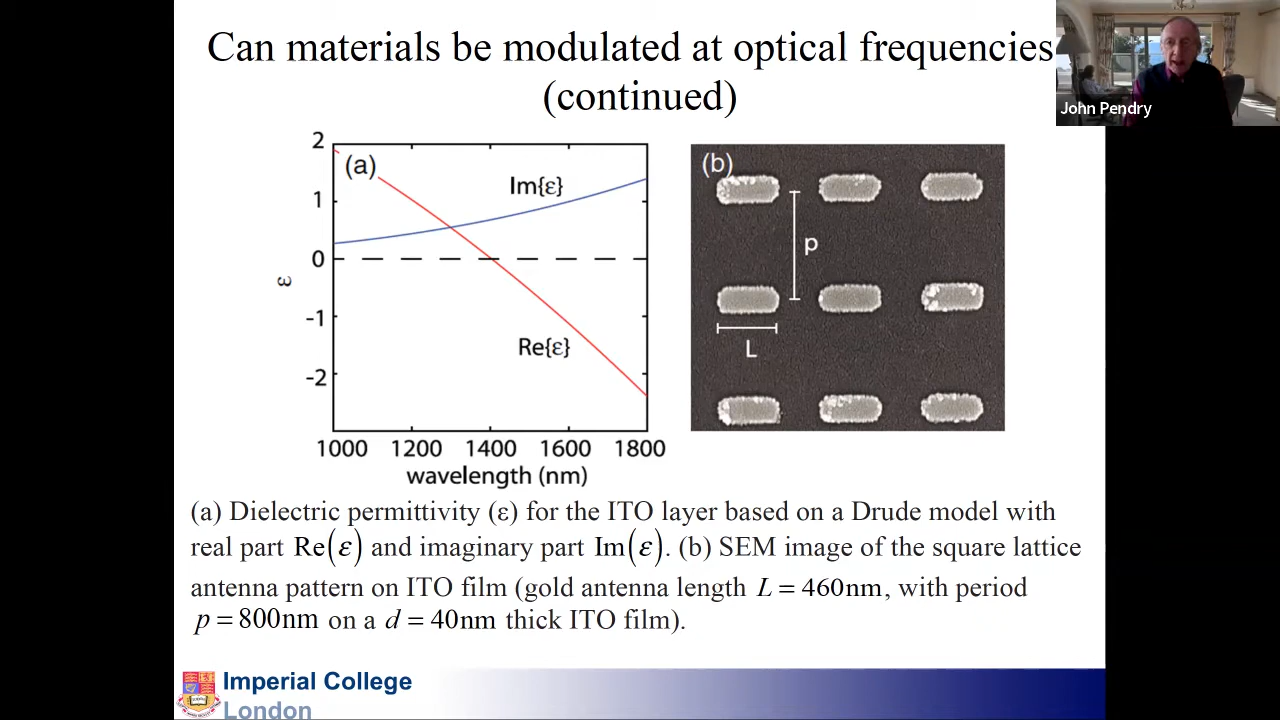 Can materials be modulated at optical frequencies
(continued)
John Pendry
2
1
0
-1
-2
ε
(a)
Im{ε}
Re{ε}
1000 1200 1400 1600 1800
wavelength (nm)
(b)
p
L
(a) Dielectric permittivity (ε) for the ITO layer based on a Drude model with
real part Re(ε) and imaginary part Im(ε). (b) SEM image of the square lattice
antenna pattern on ITO film (gold antenna length L = 460nm, with period
p = 800nm on a d = 40nm thick ITO film).
Imperial College
London